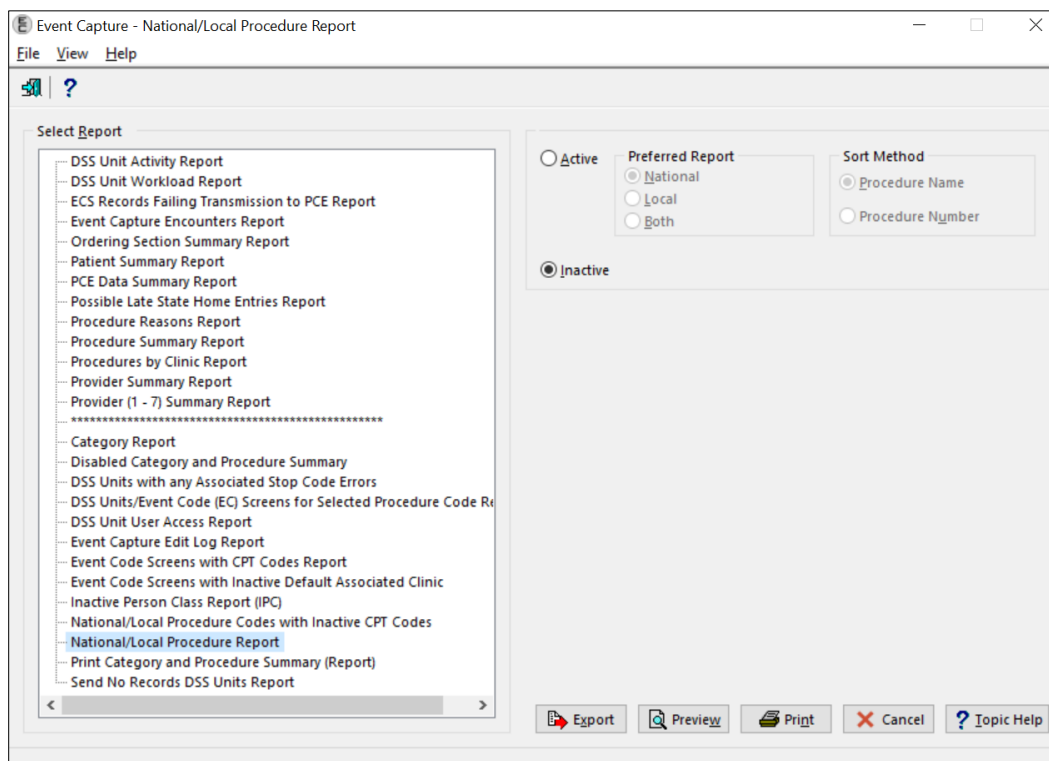 Event Capture - National/Local Procedure Report
File View Help
?
Select Report
DSS Unit Activity Report
DSS Unit Workload Report
ECS Records Failing Transmission to PCE Report
Event Capture Encounters Report
Ordering Section Summary Report
Patient Summary Report
PCE Data Summary Report
Possible Late State Home Entries Report
Procedure Reasons Report
Procedure Summary Report
Procedures by Clinic Report
Provider Summary Report
Provider (1 - 7) Summary Report
**************************************************
Category Report
Disabled Category and Procedure Summary
DSS Units with any Associated Stop Code Errors
DSS Units/Event Code (EC) Screens for Selected Procedure Code Re
DSS Unit User Access Report
Event Capture Edit Log Report
Event Code Screens with CPT Codes Report
Event Code Screens with Inactive Default Associated Clinic
Inactive Person Class Report (IPC)
National/Local Procedure Codes with Inactive CPT Codes
National/Local Procedure Report
Print Category and Procedure Summary (Report)
Send No Records DSS Units Report
Active
Preferred Report
National
Local
Both
Sort Method
Procedure Name
Procedure Number
Inactive
Export Preview Print Cancel ? Topic Help